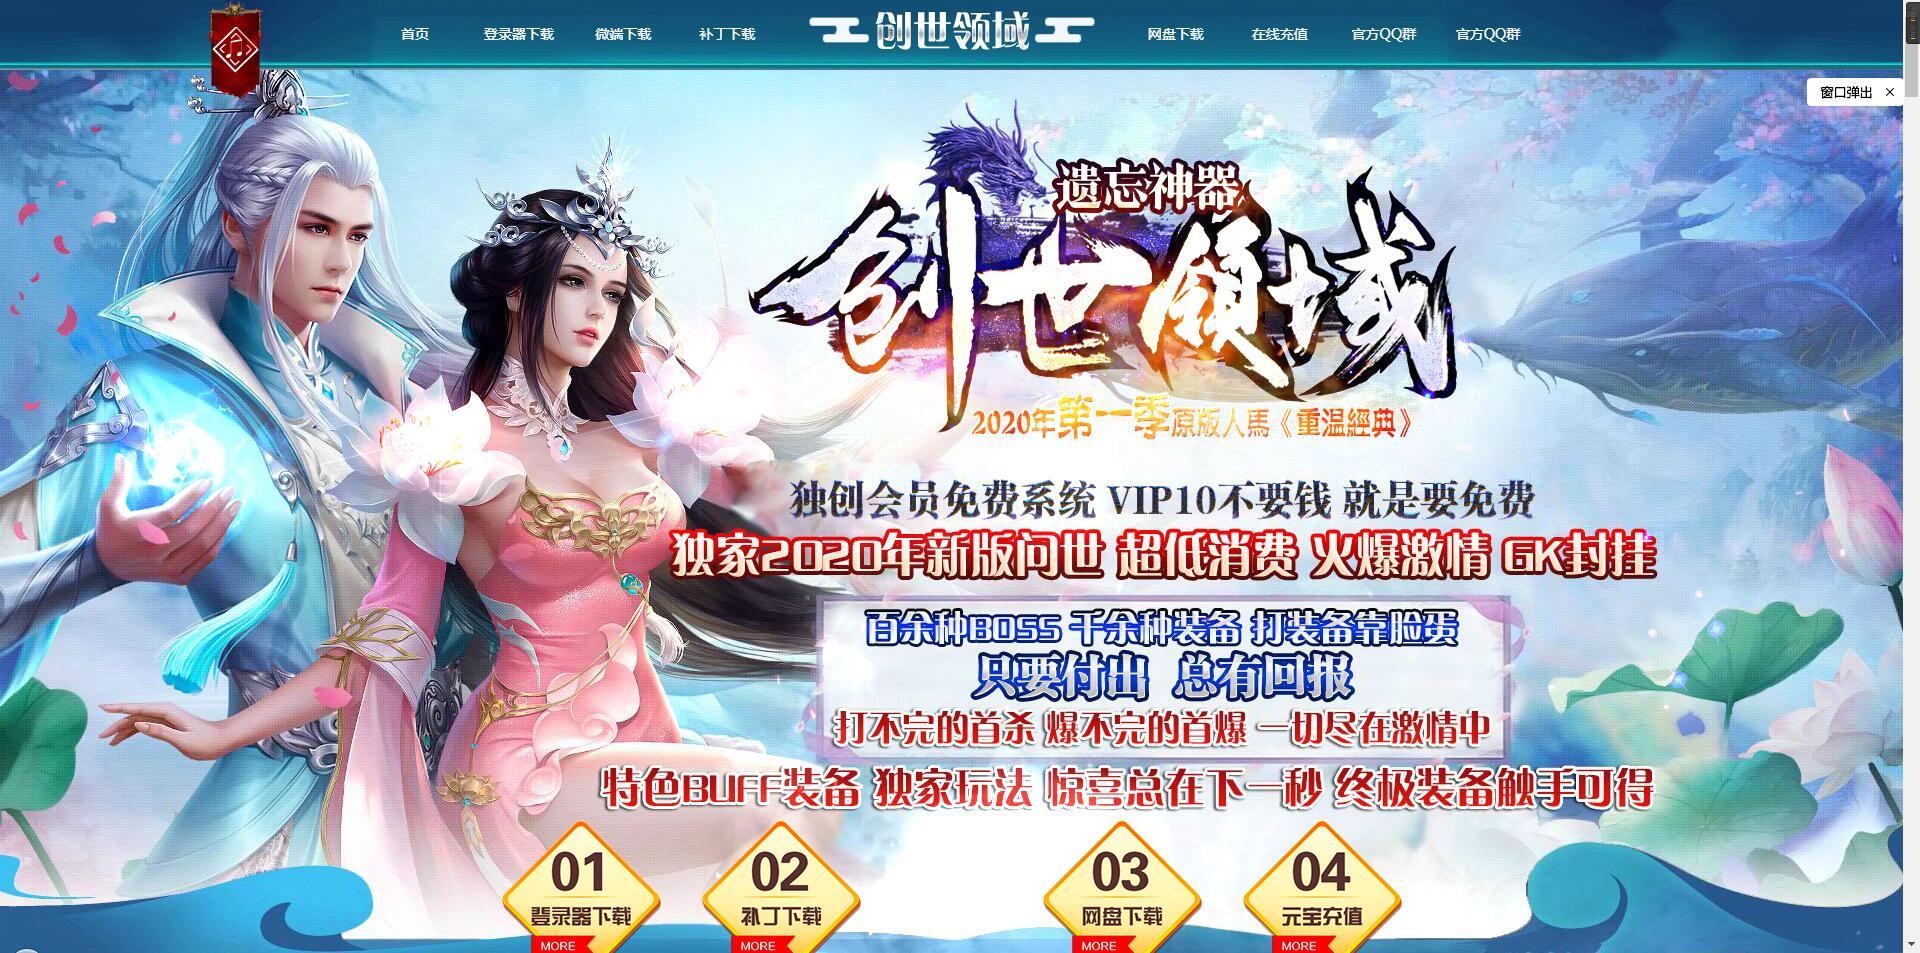 首页 登录器下载 微端下载 补丁下载 创世领域 网盘下载 在线充值 官方QQ群 官方QQ群
窗口弹出 ×
遗忘神器
创世领域
2020年第一季原版人馬《重温經典》
独创会员免费系统 VIP10不要钱 就是要免费
独家2020年新版问世 超低消费 火爆激情 GK封挂
百余种BOSS 千余种装备 打装备靠脸蛋
只要付出 总有回报
打不完的首杀 爆不完的首爆 一切尽在激情中
特色BUFF装备 独家玩法 惊喜总在下一秒 终极装备触手可得
01 02 03 04
登录器下载 补丁下载 网盘下载 元宝充值
MORE MORE MORE MORE